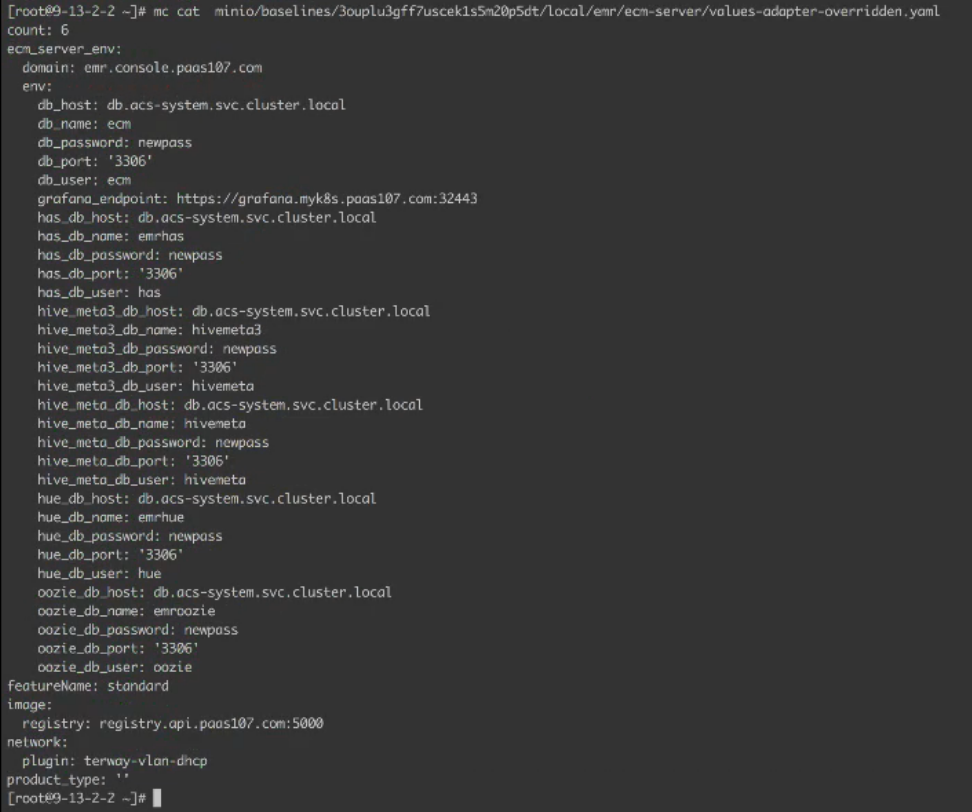 [root@9-13-2-2 ~]# mc cat  minio/baselines/3ouplu3gff7uscek1s5m20p5dt/local/emr/ecm-server/values-adapter-overridden.yaml
count: 6
ecm_server_env:
  domain: emr.console.paas107.com
  env:
    db_host: db.acs-system.svc.cluster.local
    db_name: ecm
    db_password: newpass
    db_port: '3306'
    db_user: ecm
    grafana_endpoint: https://grafana.myk8s.paas107.com:32443
    has_db_host: db.acs-system.svc.cluster.local
    has_db_name: emrhas
    has_db_password: newpass
    has_db_port: '3306'
    has_db_user: has
    hive_meta3_db_host: db.acs-system.svc.cluster.local
    hive_meta3_db_name: hivemeta3
    hive_meta3_db_password: newpass
    hive_meta3_db_port: '3306'
    hive_meta3_db_user: hivemeta
    hive_meta_db_host: db.acs-system.svc.cluster.local
    hive_meta_db_name: hivemeta
    hive_meta_db_password: newpass
    hive_meta_db_port: '3306'
    hive_meta_db_user: hivemeta
    hue_db_host: db.acs-system.svc.cluster.local
    hue_db_name: emrhue
    hue_db_password: newpass
    hue_db_port: '3306'
    hue_db_user: hue
    oozie_db_host: db.acs-system.svc.cluster.local
    oozie_db_name: emroozie
    oozie_db_password: newpass
    oozie_db_port: '3306'
    oozie_db_user: oozie
featureName: standard
image:
  registry: registry.api.paas107.com:5000
network:
  plugin: terway-vlan-dhcp
product_type: ''
[root@9-13-2-2 ~]#